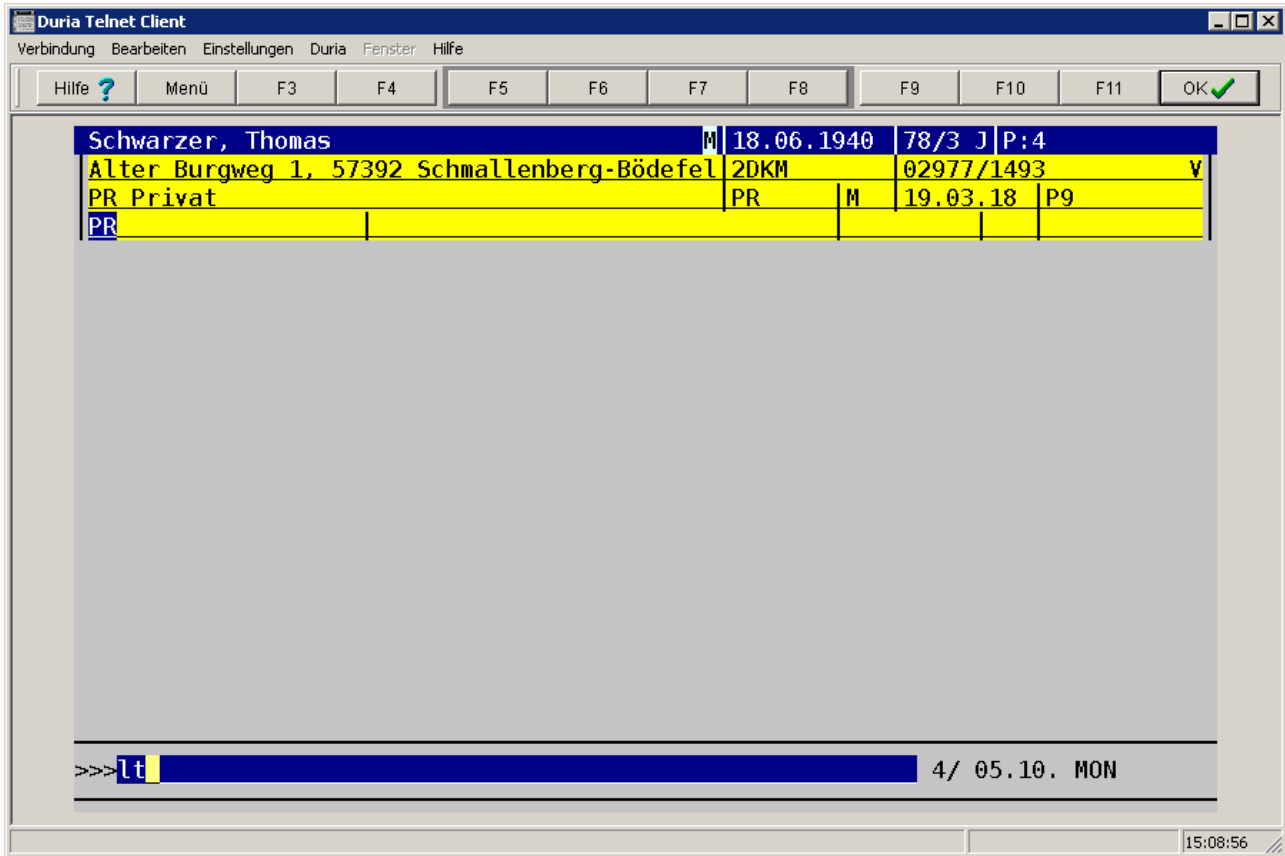 Duria Telnet Client
Verbindung Bearbeiten Einstellungen Duria Fenster Hilfe
Hilfe ? Menü F3 F4 F5 F6 F7 F8 F9 F10 F11 OK
Schwarzer, Thomas M 18.06.1940 78/3 J P:4
Alter Burgweg 1, 57392 Schmallenberg-Bödefel 2DKM 02977/1493 V
PR Privat PR M 19.03.18 P9
PR
>>>lt 4/ 05.10. MON
15:08:56